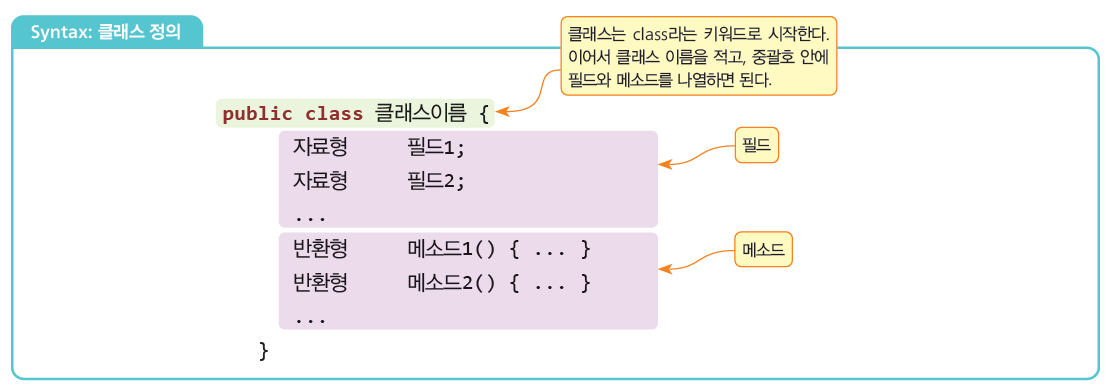 Syntax: 클래스 정의
클래스는 class라는 키워드로 시작한다.
이어서 클래스 이름을 적고, 중괄호 안에
필드와 메소드를 나열하면 된다.
public class 클래스이름 {
자료형 필드1;
필드
자료형 필드2;
...
반환형 메소드1() { ... }
메소드
반환형 메소드2() { ... }
...
}